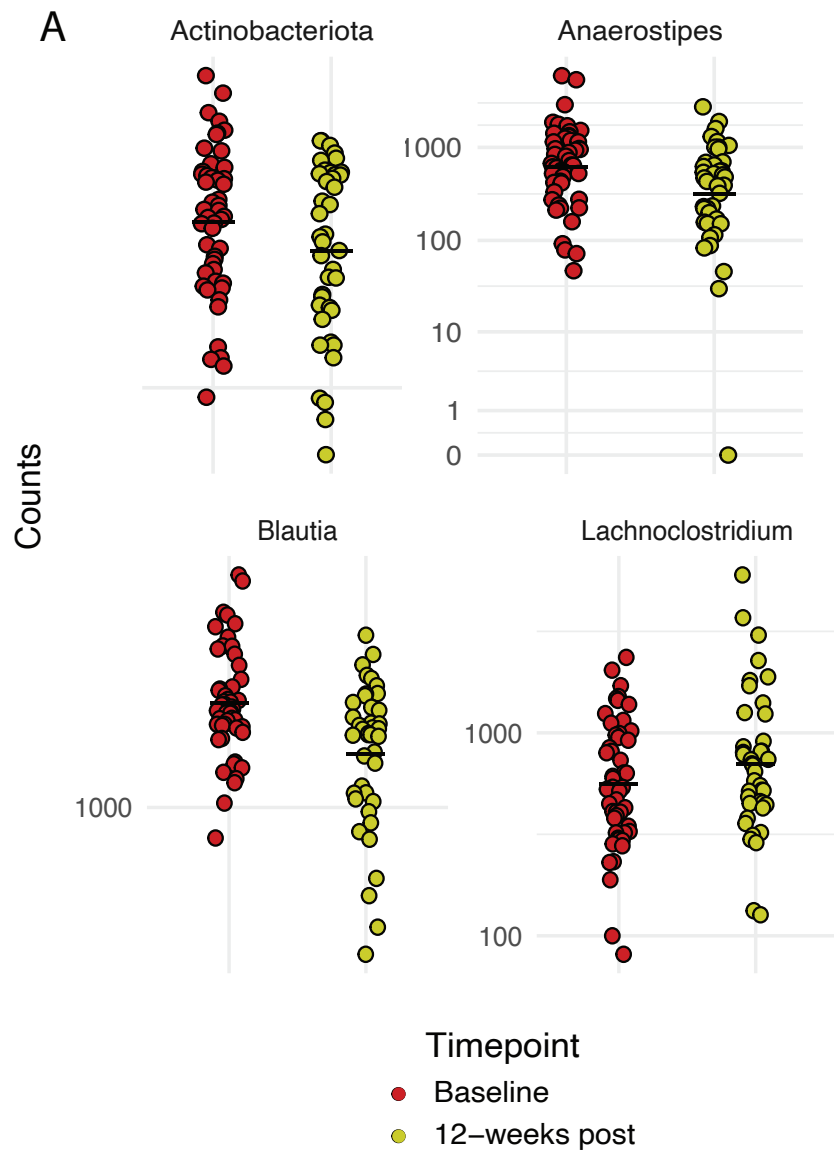 A
Actinobacteriota
Anaerostipes
1000
100
10
1
0
Counts
Blautia
Lachnoclostridium
1000
1000
100
Timepoint
Baseline
12−weeks post